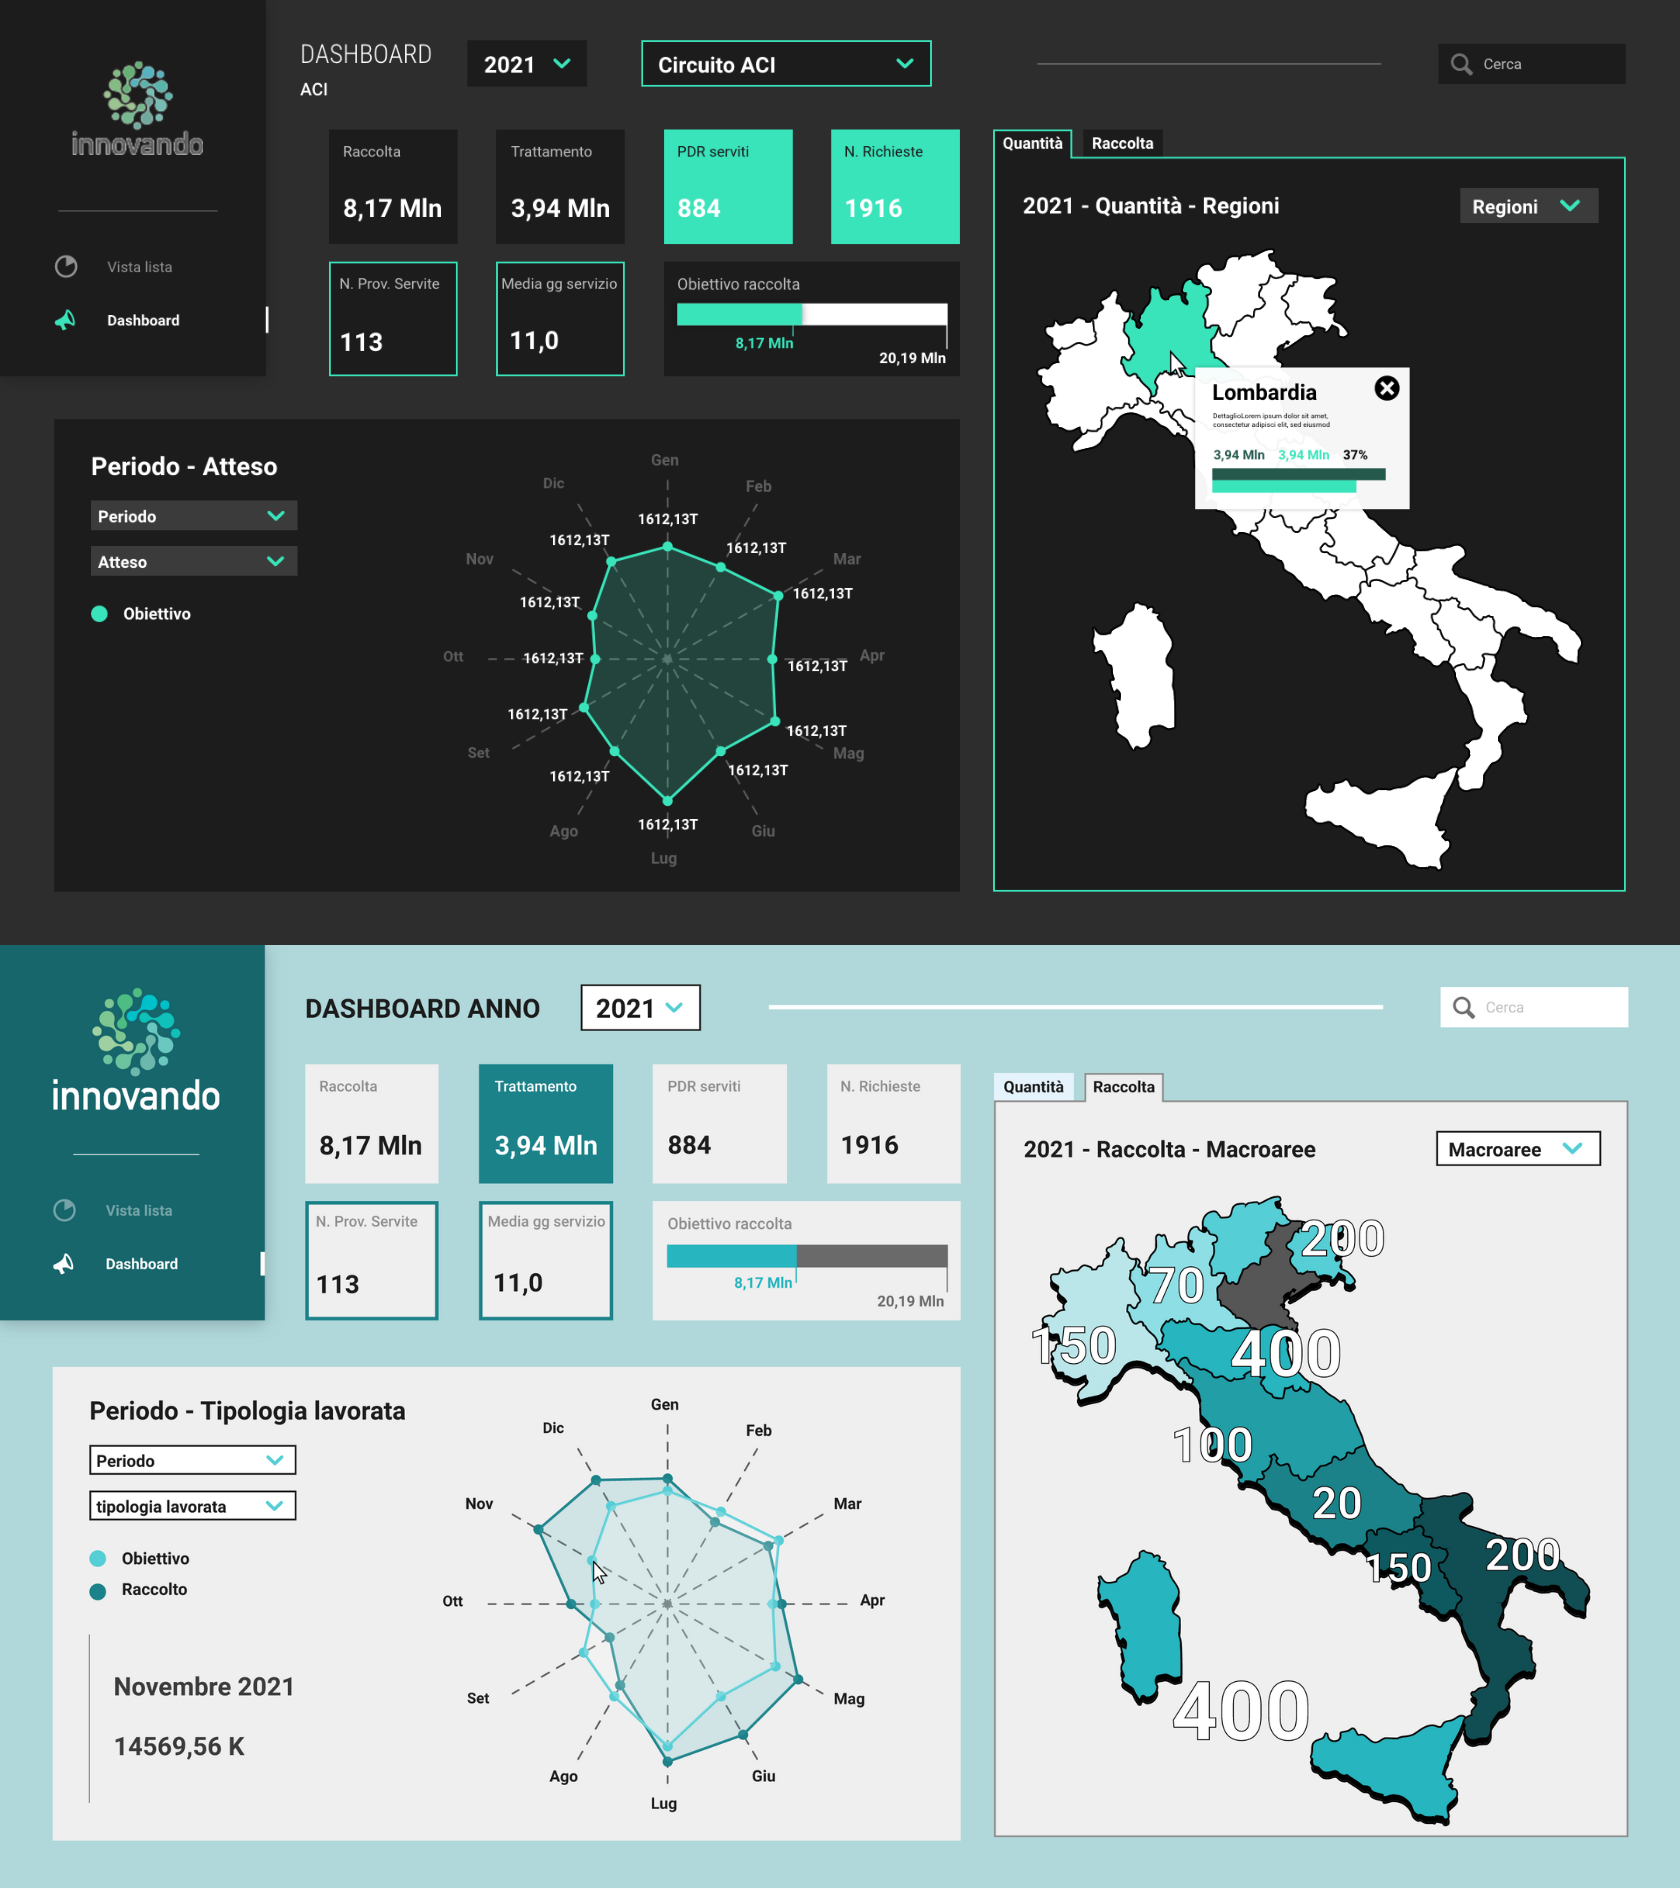 innovando
Vista lista
Dashboard
DASHBOARD
ACI
2021
Circuito ACI
Cerca
Raccolta
8,17 Mln
Trattamento
3,94 Mln
PDR serviti
884
N. Richieste
1916
N. Prov. Servite
113
Media gg servizio
11,0
Obiettivo raccolta
8,17 Mln
20,19 Mln
Periodo - Atteso
Periodo
Atteso
Obiettivo
Gen
Feb
Mar
Apr
Mag
Giu
Lug
Ago
Set
Ott
Nov
Dic
1612,13T
1612,13T
1612,13T
1612,13T
1612,13T
1612,13T
1612,13T
1612,13T
1612,13T
1612,13T
1612,13T
1612,13T
Quantità
Raccolta
2021 - Quantità - Regioni
Regioni
Lombardia
DettaglioLorem ipsum dolor sit amet,
consectetur adipisci elit, sed eiusmod
3,94 Mln 3,94 Mln 37%
innovando
Vista lista
Dashboard
DASHBOARD ANNO
2021
Cerca
Raccolta
8,17 Mln
Trattamento
3,94 Mln
PDR serviti
884
N. Richieste
1916
N. Prov. Servite
113
Media gg servizio
11,0
Obiettivo raccolta
8,17 Mln
20,19 Mln
Periodo - Tipologia lavorata
Periodo
tipologia lavorata
Obiettivo
Raccolto
Novembre 2021
14569,56 K
Gen
Feb
Mar
Apr
Mag
Giu
Lug
Ago
Set
Ott
Nov
Dic
Quantità
Raccolta
2021 - Raccolta - Macroaree
Macroaree
200
70
150
400
100
20
150
200
400